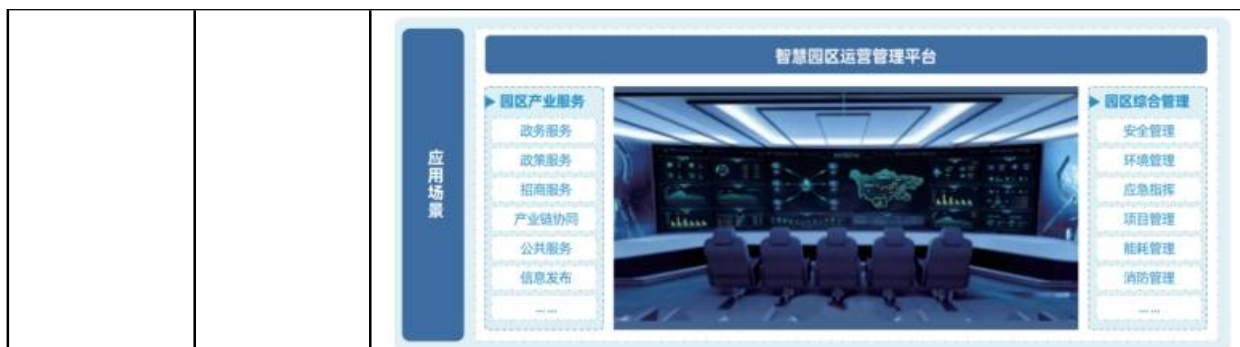 应用场景
智慧园区运营管理平台
▶ 园区产业服务
政务服务
政策服务
招商服务
产业链协同
公共服务
信息发布
… …
▶ 园区综合管理
安全管理
环境管理
应急指挥
项目管理
能耗管理
消防管理
… …